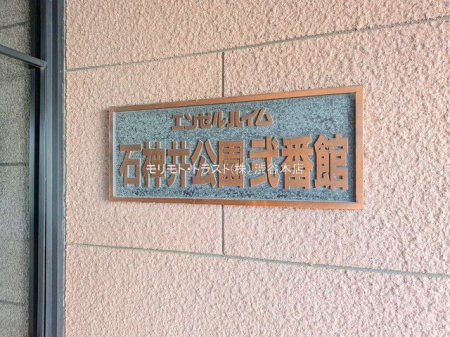 エンゼルハイム
石神井公園弐番館
モリモト・トラスト(株) 渋谷本店